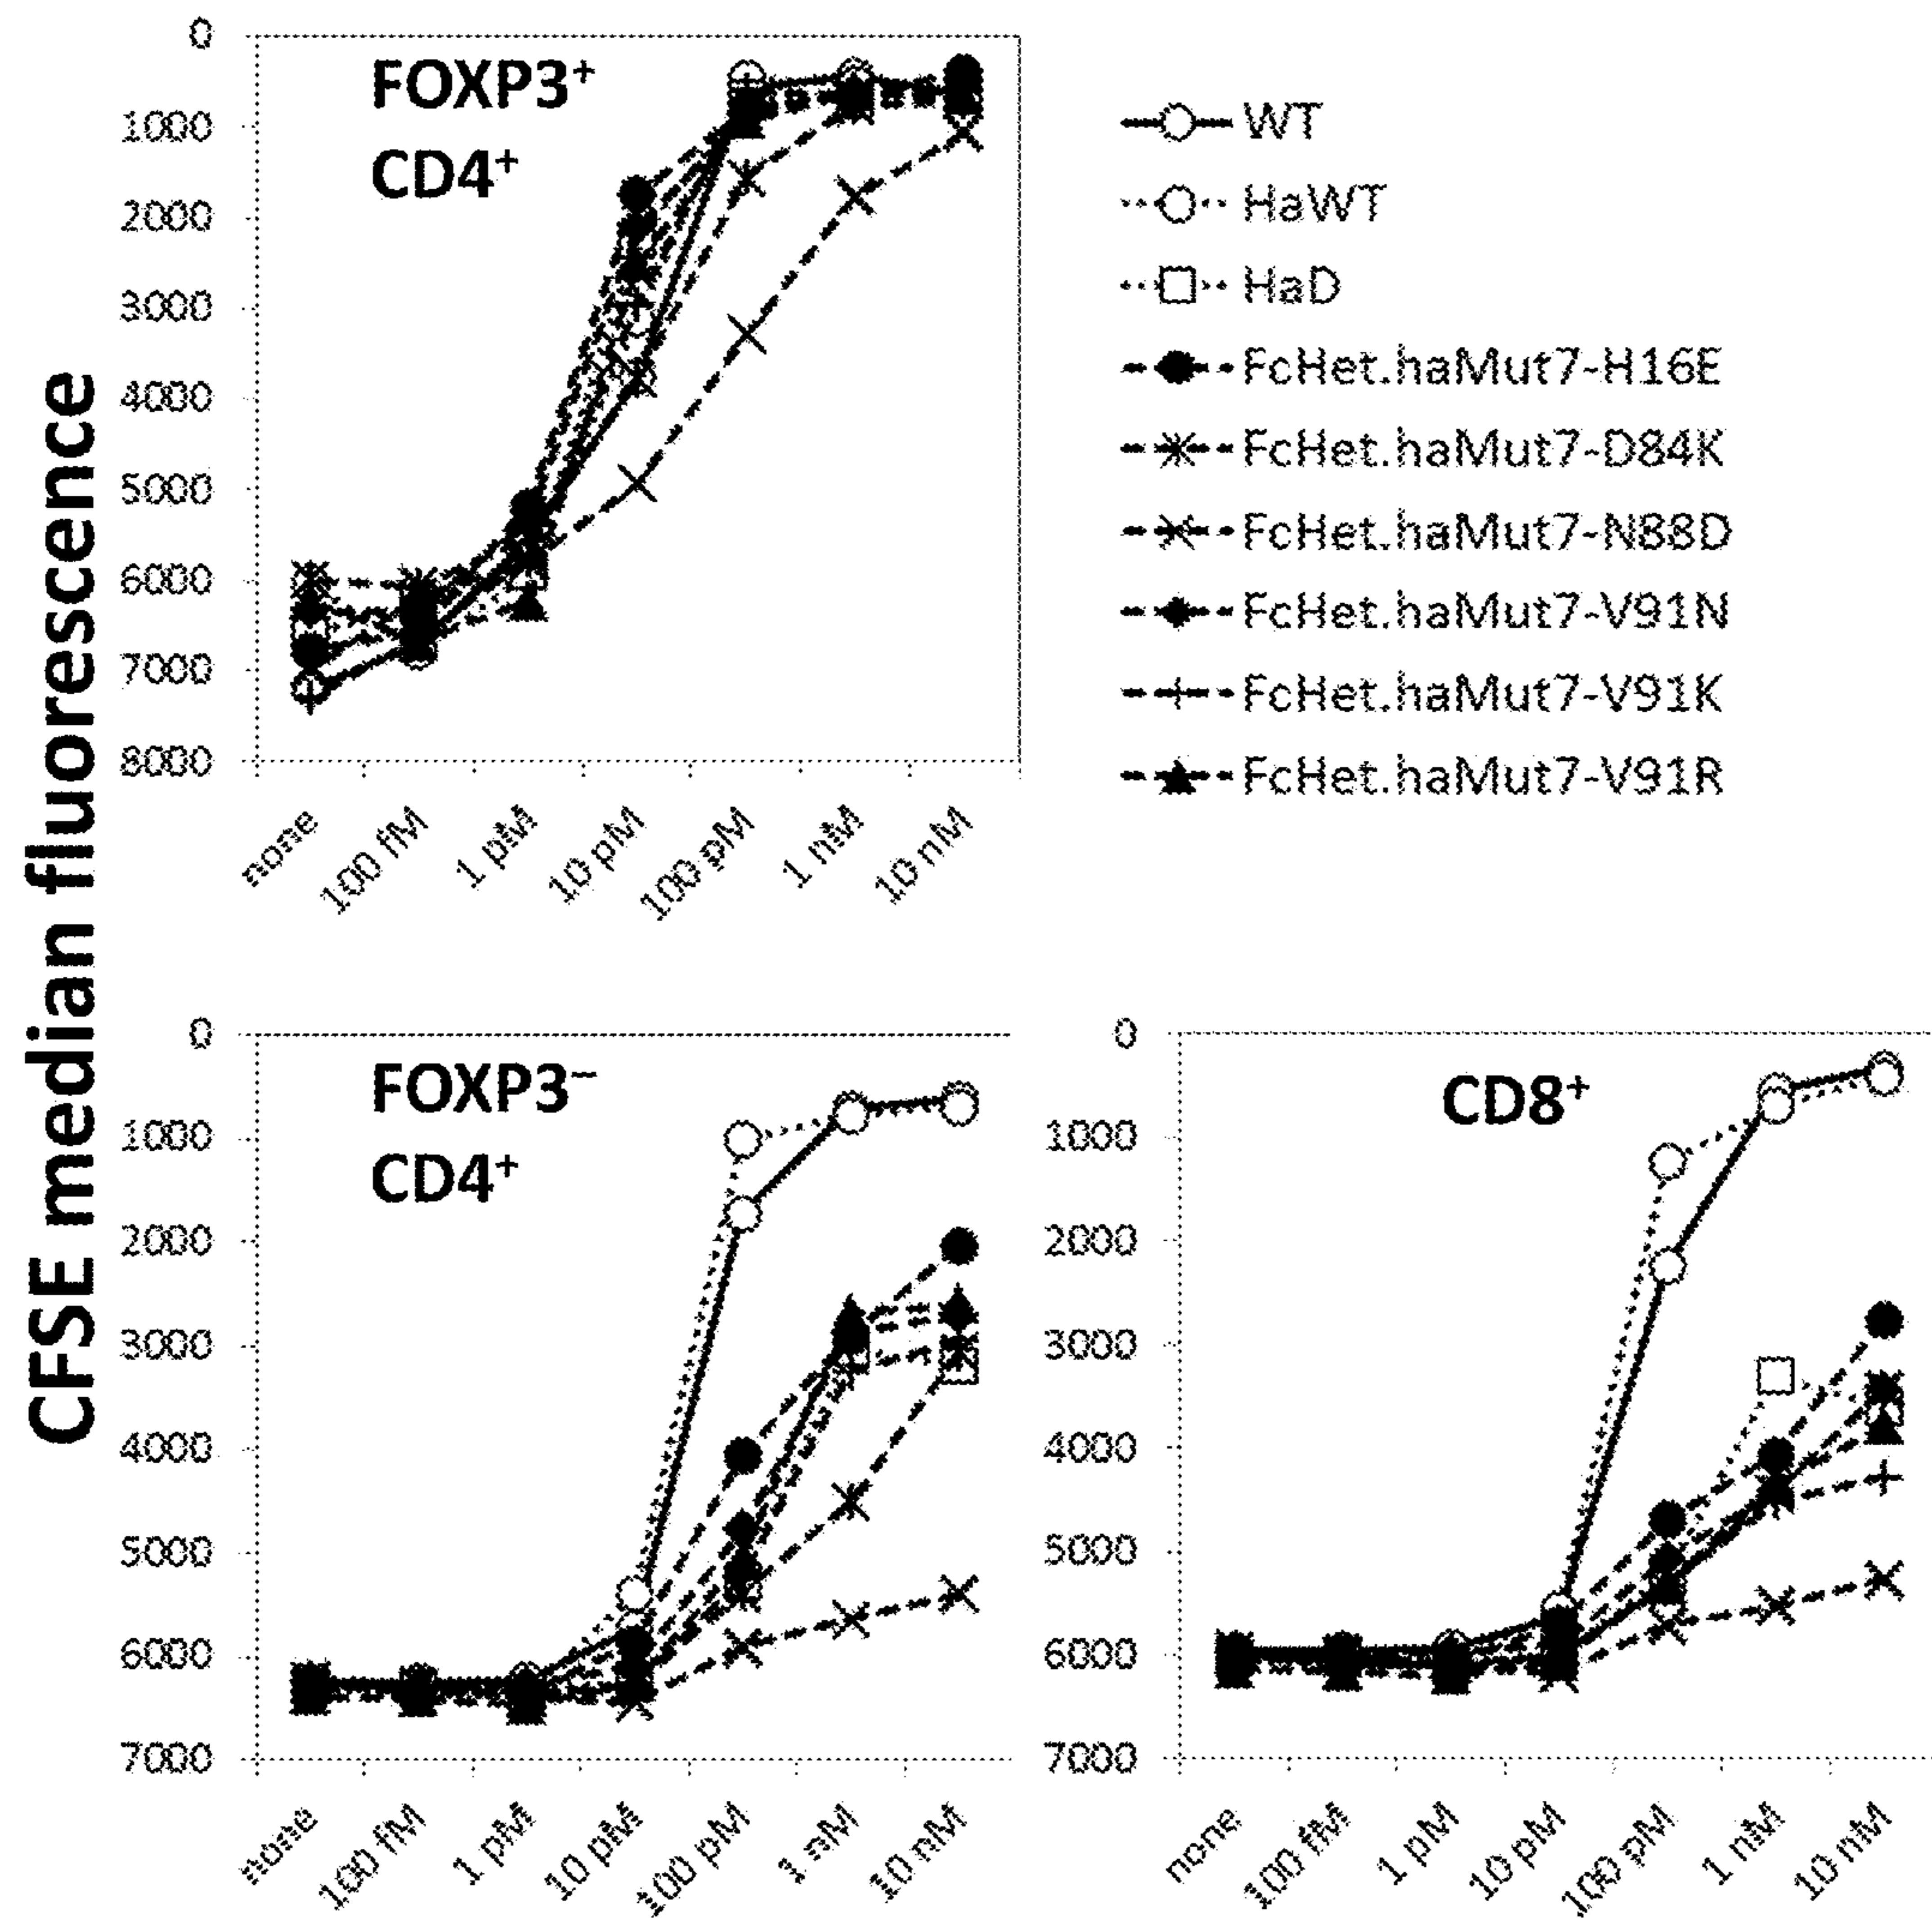 CFSE median fluorescence
FOXP3⁺
CD4⁺
0
1000
2000
3000
4000
5000
6000
7000
8000
none
100 fM
1 pM
10 pM
100 pM
1 nM
10 nM
WT
HaWT
HaD
FcHet.haMut7-H16E
FcHet.haMut7-D84K
FcHet.haMut7-N88D
FcHet.haMut7-V91N
FcHet.haMut7-V91K
FcHet.haMut7-V91R
FOXP3⁻
CD4⁺
0
1000
2000
3000
4000
5000
6000
7000
none
100 fM
1 pM
10 pM
100 pM
1 nM
10 nM
CD8⁺
0
1000
2000
3000
4000
5000
6000
7000
none
100 fM
1 pM
10 pM
100 pM
1 nM
10 nM